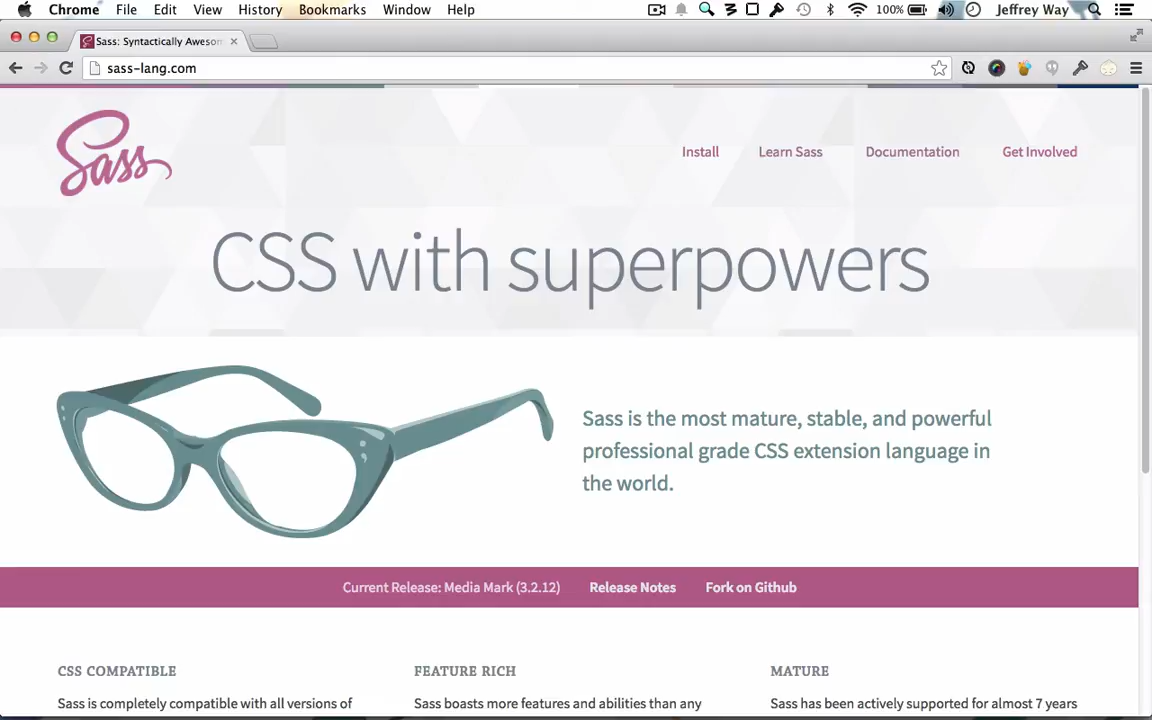 Chrome File Edit View History Bookmarks Window Help 100% Jeffrey Way
Sass: Syntactically Awesom
sass-lang.com
Sass
Install Learn Sass Documentation Get Involved
CSS with superpowers
Sass is the most mature, stable, and powerful
professional grade CSS extension language in
the world.
Current Release: Media Mark (3.2.12) Release Notes Fork on Github
CSS COMPATIBLE FEATURE RICH MATURE
Sass is completely compatible with all versions of Sass boasts more features and abilities than any Sass has been actively supported for almost 7 years